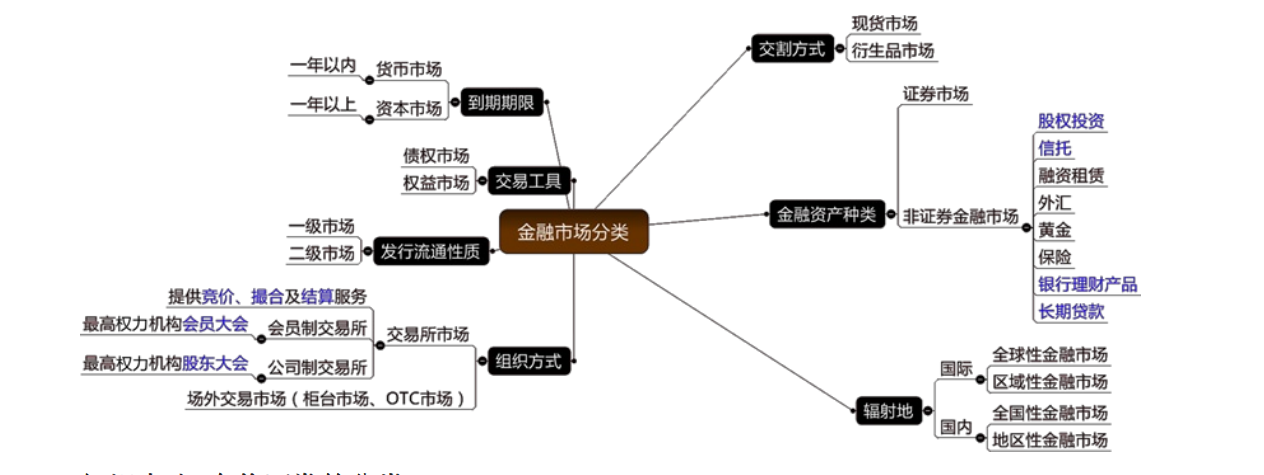 金融市场分类
到期期限
货币市场
一年以内
资本市场
一年以上
交易工具
债权市场
权益市场
发行流通性质
一级市场
二级市场
组织方式
交易所市场
提供竞价、撮合及结算服务
会员制交易所
最高权力机构会员大会
公司制交易所
最高权力机构股东大会
场外交易市场（柜台市场、OTC市场）
交割方式
现货市场
衍生品市场
金融资产种类
证券市场
非证券金融市场
股权投资
信托
融资租赁
外汇
黄金
保险
银行理财产品
长期贷款
辐射地
国际
全球性金融市场
区域性金融市场
国内
全国性金融市场
地区性金融市场